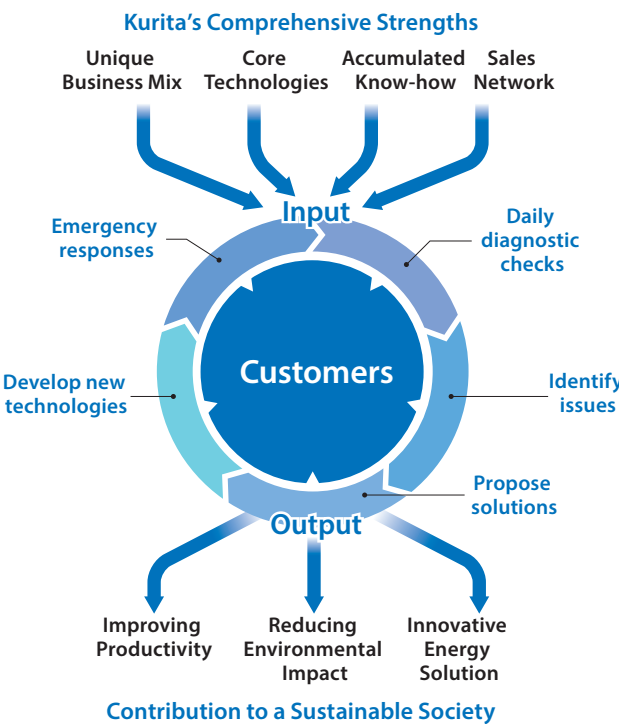 Kurita's Comprehensive Strengths
Unique
Business Mix
Core
Technologies
Accumulated
Know-how
Sales
Network
Input
Emergency
responses
Daily
diagnostic
checks
Customers
Develop new
technologies
Identify
issues
Propose
solutions
Output
Improving
Productivity
Reducing
Environmental
Impact
Innovative
Energy
Solution
Contribution to a Sustainable Society